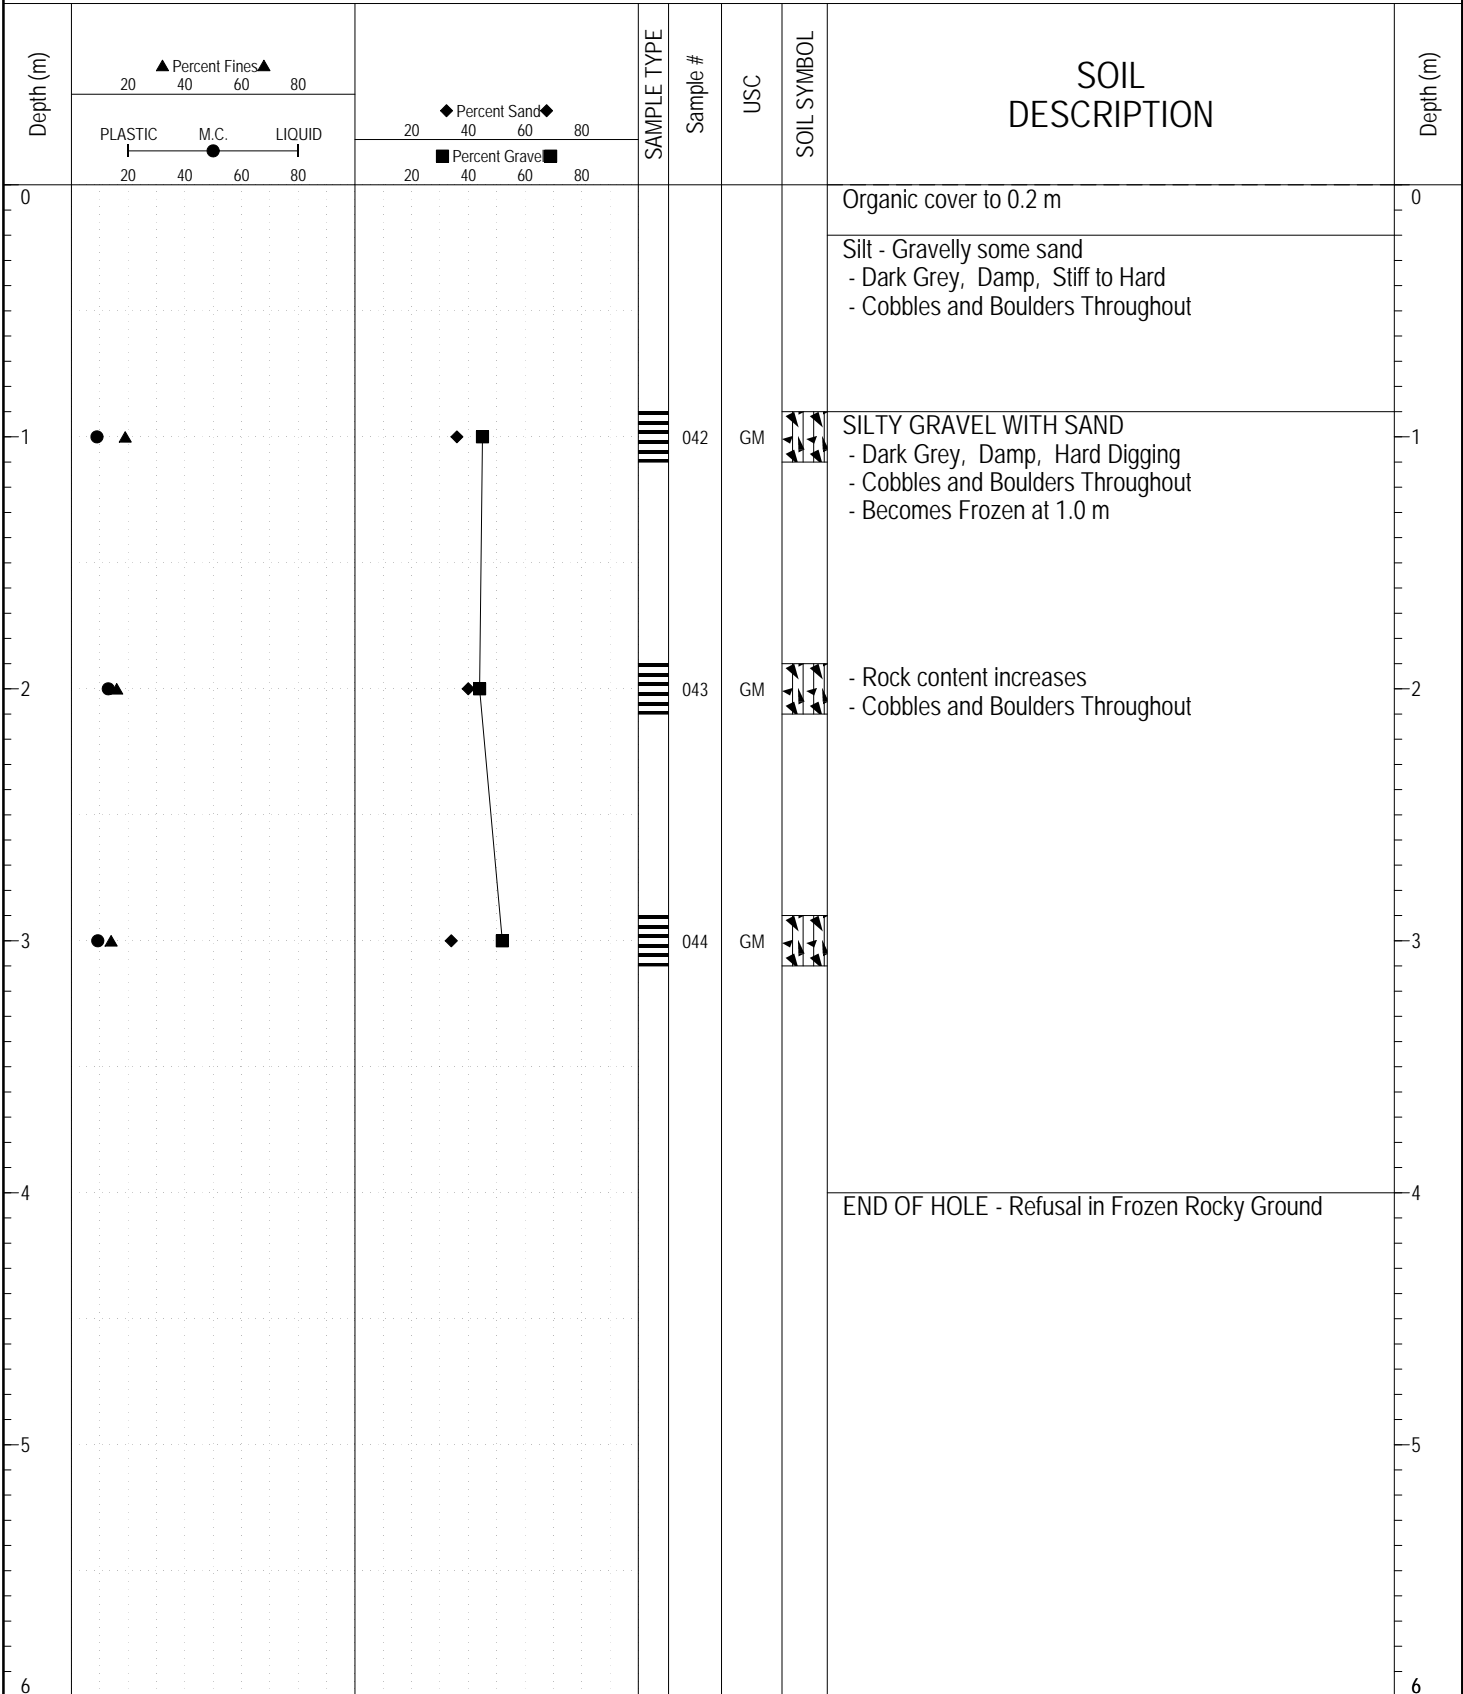 Depth (m)
▲ Percent Fines ▲
20 40 60 80
PLASTIC M.C. LIQUID
20 40 60 80
◆ Percent Sand ◆
20 40 60 80
■ Percent Gravel ■
20 40 60 80
SAMPLE TYPE
Sample #
USC
SOIL SYMBOL
SOIL
DESCRIPTION
Depth (m)
0 Organic cover to 0.2 m 0
Silt - Gravelly some sand
- Dark Grey, Damp, Stiff to Hard
- Cobbles and Boulders Throughout
1 042 GM SILTY GRAVEL WITH SAND 1
- Dark Grey, Damp, Hard Digging
- Cobbles and Boulders Throughout
- Becomes Frozen at 1.0 m
- Rock content increases
2 043 GM 2
- Cobbles and Boulders Throughout
3 044 GM 3
4 4
END OF HOLE - Refusal in Frozen Rocky Ground
5 5
6 6